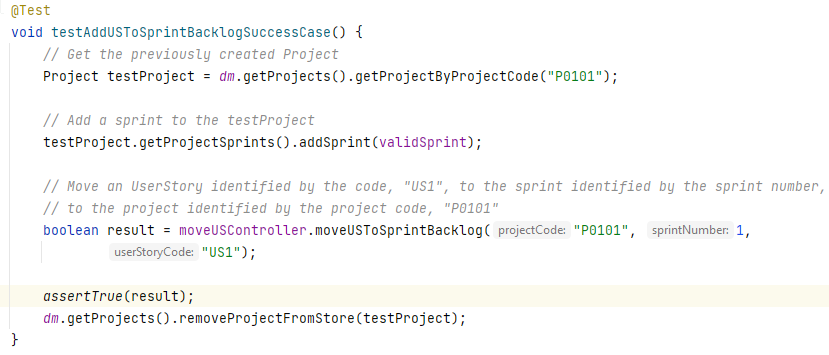 @Test
void testAddUSToSprintBacklogSuccessCase() {
// Get the previously created Project
Project testProject = dm.getProjects().getProjectByProjectCode("P0101");
// Add a sprint to the testProject
testProject.getProjectSprints().addSprint(validSprint);
// Move an UserStory identified by the code, "US1", to the sprint identified by the sprint number,
// to the project identified by the project code, "P0101"
boolean result = moveUSController.moveUSToSprintBacklog( projectCode: "P0101", sprintNumber: 1,
userStoryCode: "US1");
assertTrue(result);
dm.getProjects().removeProjectFromStore(testProject);
}